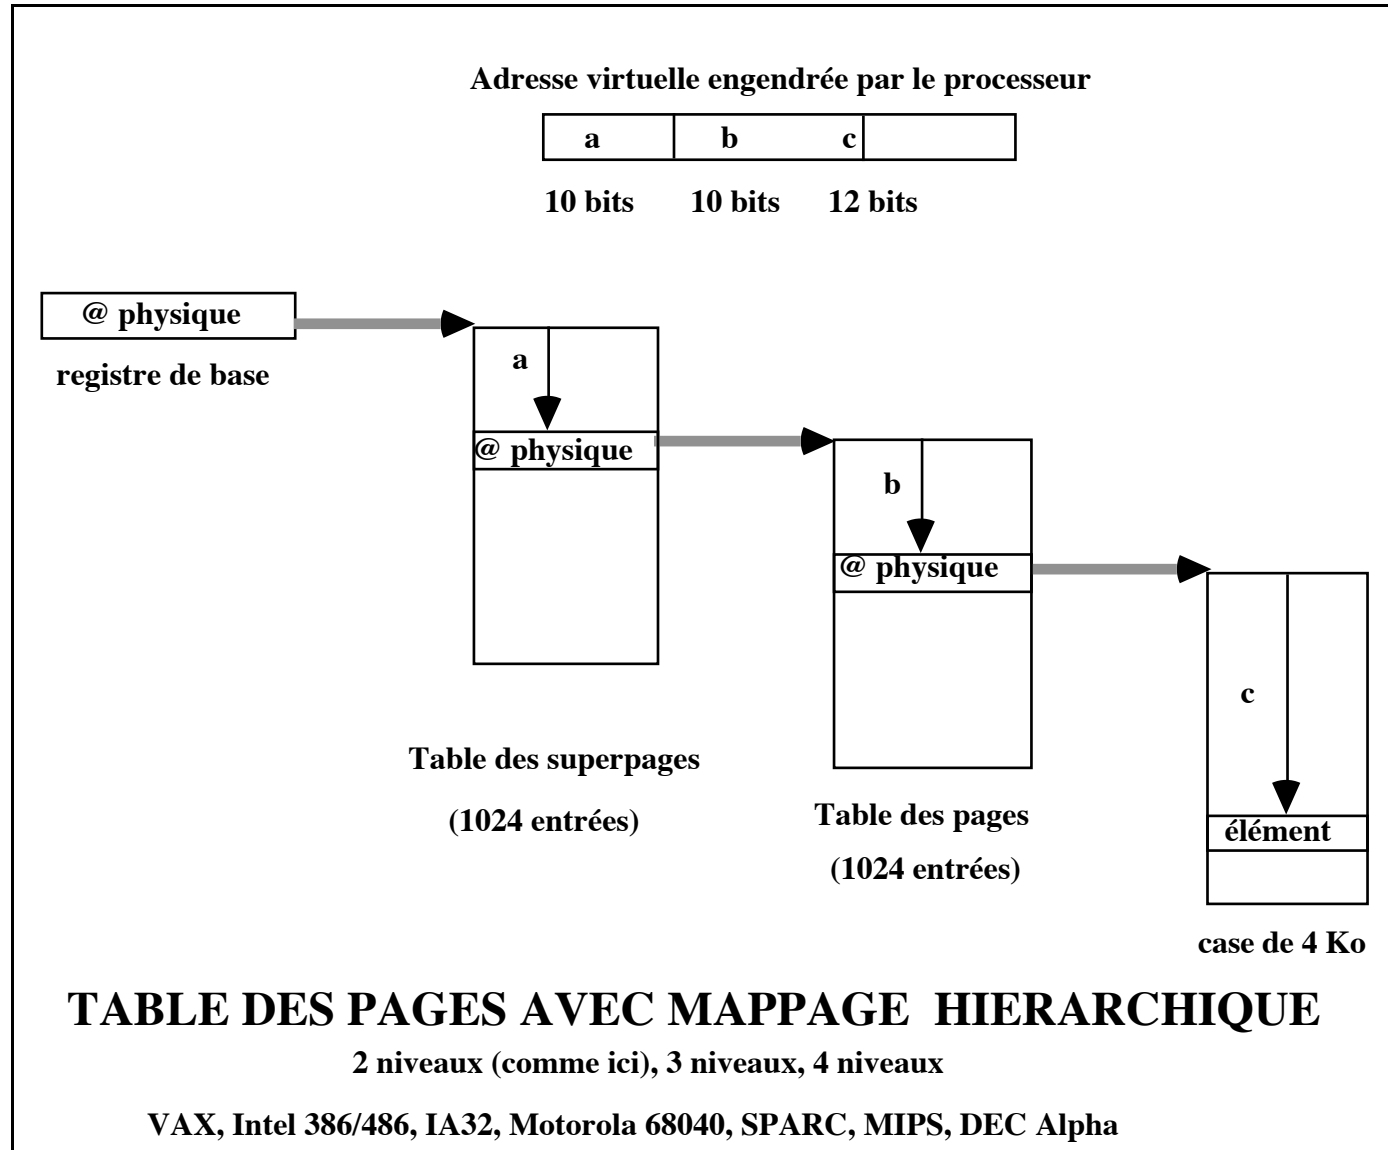 Adresse virtuelle engendrée par le processeur
a b c
10 bits 10 bits 12 bits
@ physique
registre de base
a
@ physique
b
@ physique
c
élément
Table des superpages
(1024 entrées)
Table des pages
(1024 entrées)
case de 4 Ko
TABLE DES PAGES AVEC MAPPAGE HIERARCHIQUE
2 niveaux (comme ici), 3 niveaux, 4 niveaux
VAX, Intel 386/486, IA32, Motorola 68040, SPARC, MIPS, DEC Alpha